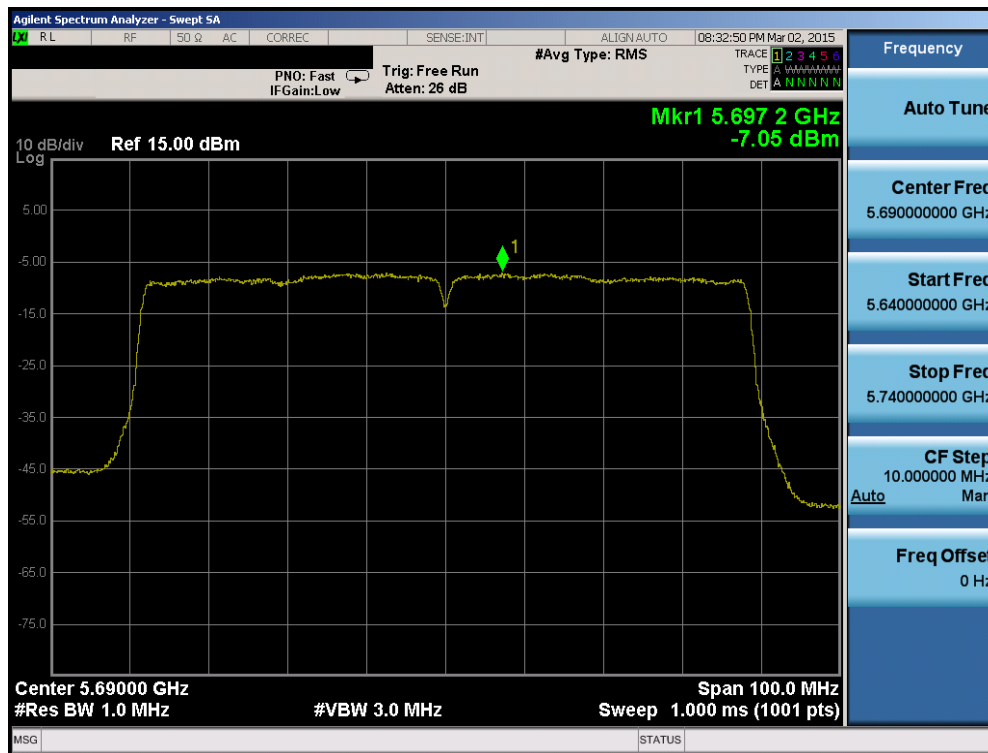 Agilent Spectrum Analyzer - Swept SA
LXI RL RF 50 Ω AC CORREC SENSE:INT ALIGN AUTO 08:32:50 PM Mar 02, 2015
#Avg Type: RMS TRACE 1 2 3 4 5 6
PNO: Fast Trig: Free Run TYPE A WWWWW
IFGain:Low Atten: 26 dB DET A N N N N N
Mkr1 5.697 2 GHz
-7.05 dBm
10 dB/div Ref 15.00 dBm
Log
5.00
1
-5.00
-15.0
-25.0
-35.0
-45.0
-55.0
-65.0
-75.0
Center 5.69000 GHz Span 100.0 MHz
#Res BW 1.0 MHz #VBW 3.0 MHz Sweep 1.000 ms (1001 pts)
MSG STATUS
Frequency
Auto Tune
Center Freq
5.690000000 GHz
Start Freq
5.640000000 GHz
Stop Freq
5.740000000 GHz
CF Step
10.000000 MHz
Auto Man
Freq Offset
0 Hz